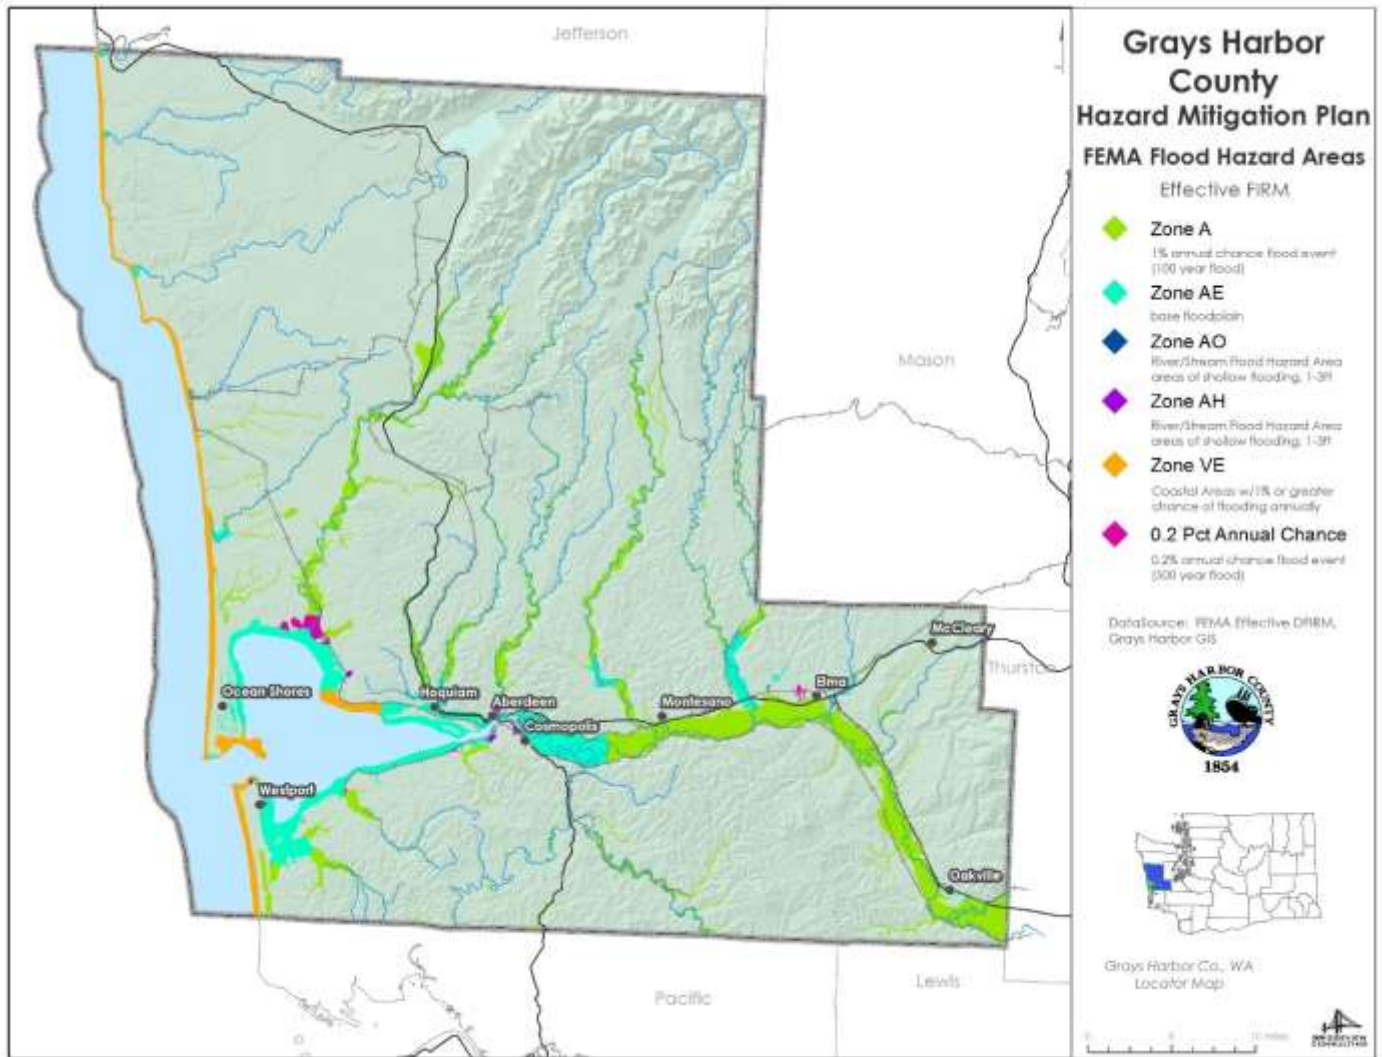 Jefferson
Mason
Thurston
Lewis
Pacific
McCleary
Elma
Montesano
Ocean Shores
Hoquiam
Aberdeen
Cosmopolis
Westport
Oakville
Grays Harbor
County
Hazard Mitigation Plan
FEMA Flood Hazard Areas
Effective FIRM
Zone A
1% annual chance flood event
(100 year flood)
Zone AE
base floodplain
Zone AO
River/Stream Flood Hazard Area
areas of shallow flooding, 1-3ft
Zone AH
River/Stream Flood Hazard Area
areas of shallow flooding, 1-3ft
Zone VE
Coastal Areas w/1% or greater
chance of flooding annually
0.2 Pct Annual Chance
0.2% annual chance flood event
(500 year flood)
DataSource: FEMA Effective DFIRM,
Grays Harbor GIS
GRAYS HARBOR COUNTY
1854
Grays Harbor Co., WA
Locator Map
10 miles